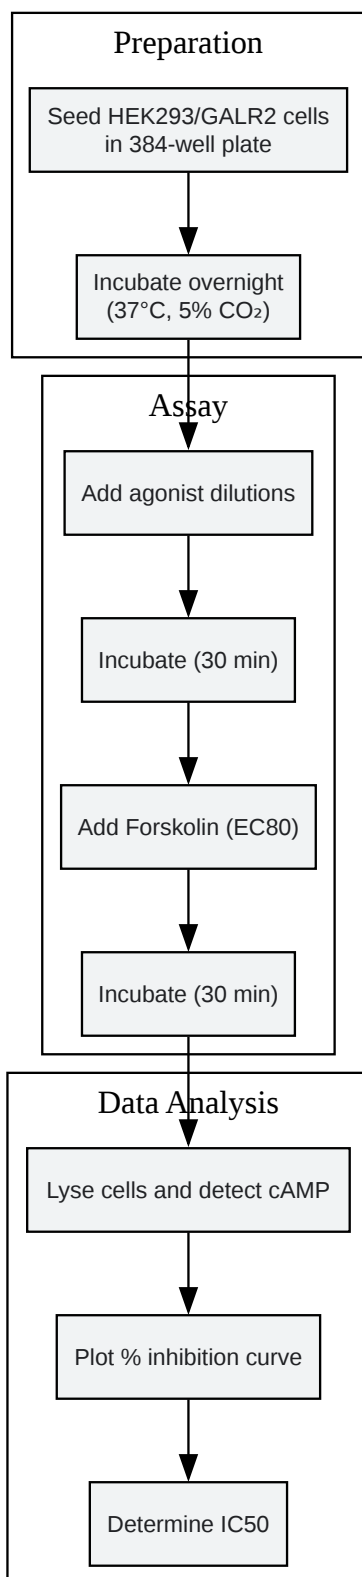 Preparation
Seed HEK293/GALR2 cells
in 384-well plate
Incubate overnight
(37°C, 5% CO₂)
Assay
Add agonist dilutions
Incubate (30 min)
Add Forskolin (EC80)
Incubate (30 min)
Data Analysis
Lyse cells and detect cAMP
Plot % inhibition curve
Determine IC50